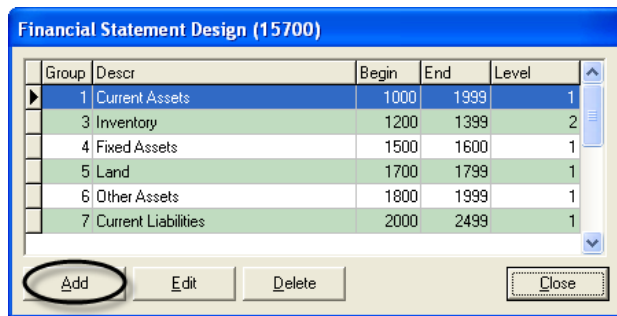 Financial Statement Design (15700)
Group Descr Begin End Level
1 Current Assets 1000 1999 1
3 Inventory 1200 1399 2
4 Fixed Assets 1500 1600 1
5 Land 1700 1799 1
6 Other Assets 1800 1999 1
7 Current Liabilities 2000 2499 1
Add Edit Delete Close